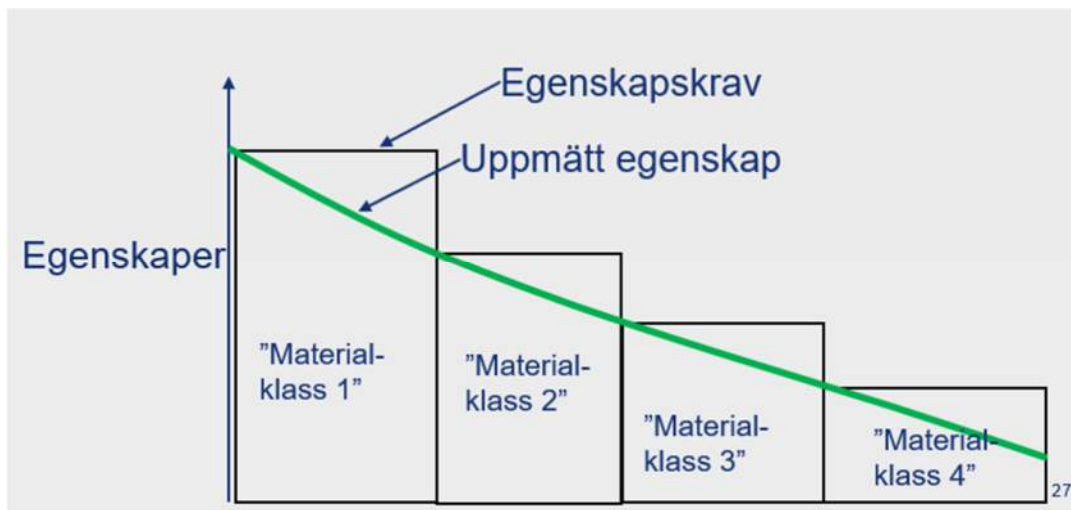 Egenskapskrav
Uppmätt egenskap
Egenskaper
”Material-
klass 1”
”Material-
klass 2”
”Material-
klass 3”
”Material-
klass 4”
27